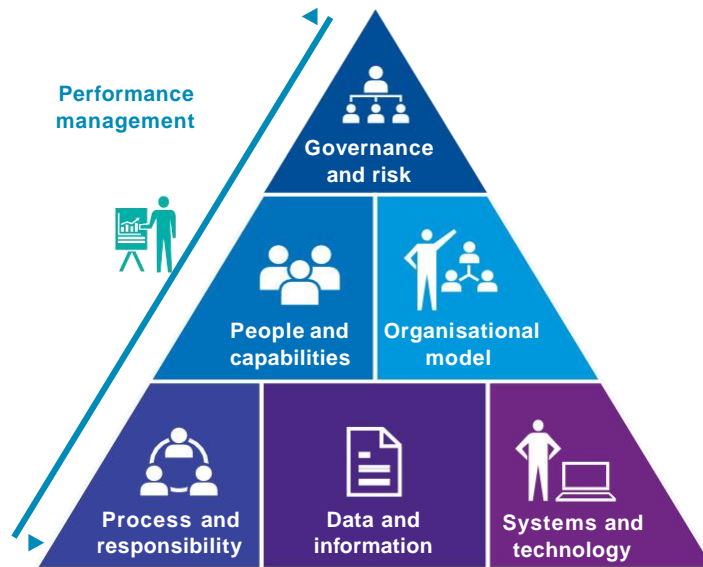 Performance
management
Governance
and risk
People and
capabilities
Organisational
model
Process and
responsibility
Data and
information
Systems and
technology